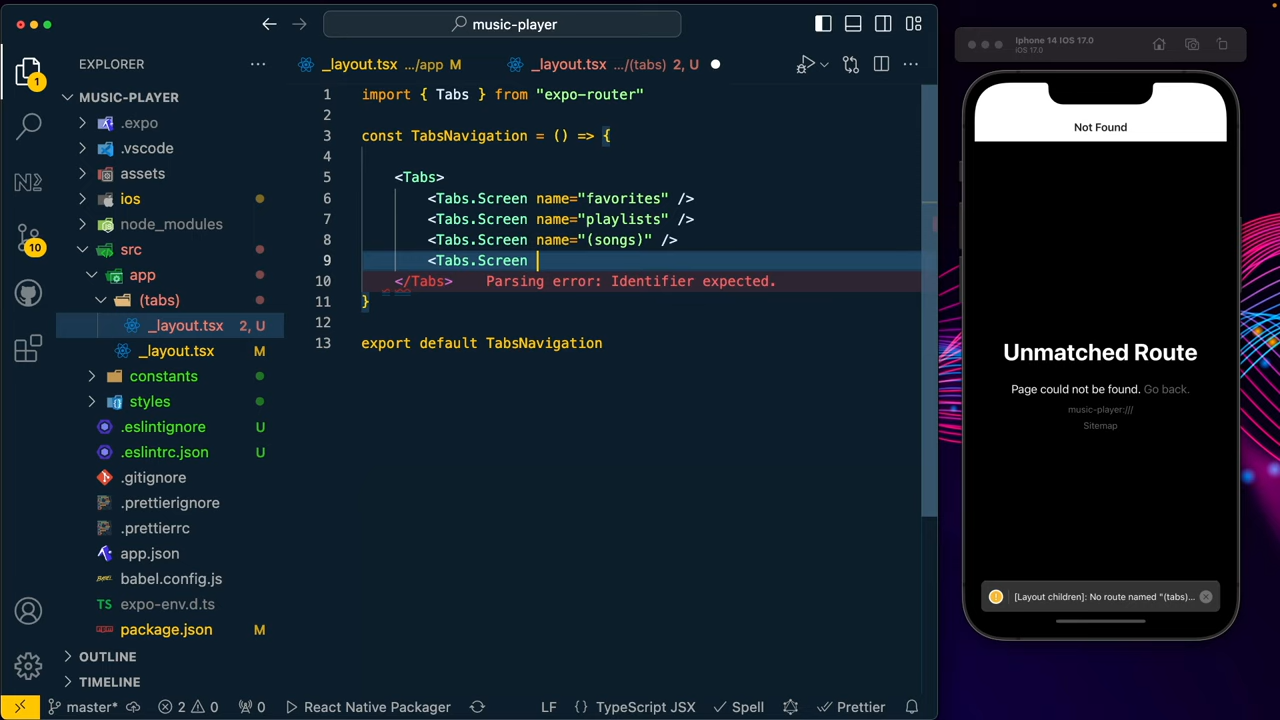 music-player
Iphone 14 IOS 17.0
iOS 17.0
EXPLORER
_layout.tsx .../app M
_layout.tsx .../(tabs) 2, U
1
MUSIC-PLAYER
.expo
.vscode
assets
ios
node_modules
src
app
(tabs)
_layout.tsx 2, U
_layout.tsx M
constants
styles
.eslintignore U
.eslintrc.json U
.gitignore
.prettierignore
.prettierrc
app.json
babel.config.js
TS expo-env.d.ts
package.json M
OUTLINE
TIMELINE
10
1 import { Tabs } from "expo-router"
2
3 const TabsNavigation = () => {
4
5 <Tabs>
6 <Tabs.Screen name="favorites" />
7 <Tabs.Screen name="playlists" />
8 <Tabs.Screen name="(songs)" />
9 <Tabs.Screen
10 </Tabs> Parsing error: Identifier expected.
11 }
12
13 export default TabsNavigation
Not Found
Unmatched Route
Page could not be found. Go back.
music-player:///
Sitemap
[Layout children]: No route named "(tabs)...
master* 2 0 0 React Native Packager LF {} TypeScript JSX Spell Prettier